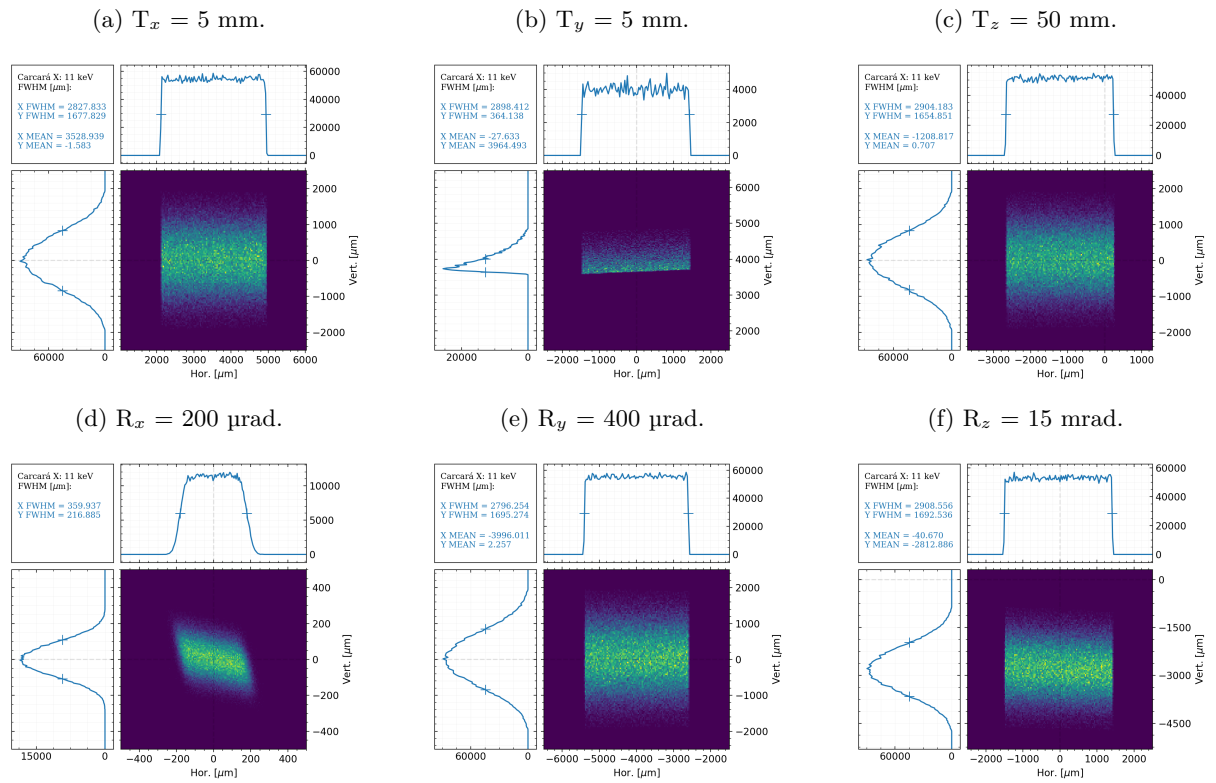 (a) Tx = 5 mm.
(b) Ty = 5 mm.
(c) Tz = 50 mm.
Carcará X: 11 keV
FWHM [μm]:
X FWHM = 2827.833
Y FWHM = 1677.829
X MEAN = 3528.939
Y MEAN = -1.583
60000
40000
20000
0
2000
1000
0
−1000
−2000
Vert. [μm]
60000
0
2000
3000
4000
5000
6000
Hor. [μm]
Carcará X: 11 keV
FWHM [μm]:
X FWHM = 2898.412
Y FWHM = 364.138
X MEAN = -27.633
Y MEAN = 3964.493
4000
2000
0
6000
5000
4000
3000
2000
Vert. [μm]
20000
0
−2000
−1000
0
1000
2000
Hor. [μm]
Carcará X: 11 keV
FWHM [μm]:
X FWHM = 2904.183
Y FWHM = 1654.851
X MEAN = -1208.817
Y MEAN = 0.707
40000
20000
0
2000
1000
0
−1000
−2000
Vert. [μm]
60000
0
−3000
−2000
−1000
0
1000
Hor. [μm]
(d) Rx = 200 μrad.
(e) Ry = 400 μrad.
(f) Rz = 15 mrad.
Carcará X: 11 keV
FWHM [μm]:
X FWHM = 359.937
Y FWHM = 216.885
10000
5000
0
400
200
0
−200
−400
Vert. [μm]
15000
0
−400
−200
0
200
400
Hor. [μm]
Carcará X: 11 keV
FWHM [μm]:
X FWHM = 2796.254
Y FWHM = 1695.274
X MEAN = -3996.011
Y MEAN = 2.257
60000
40000
20000
0
2000
1000
0
−1000
−2000
Vert. [μm]
60000
0
−6000
−5000
−4000
−3000
−2000
Hor. [μm]
Carcará X: 11 keV
FWHM [μm]:
X FWHM = 2908.556
Y FWHM = 1692.536
X MEAN = -40.670
Y MEAN = -2812.886
60000
40000
20000
0
0
−1500
−3000
−4500
Vert. [μm]
60000
0
−2000
−1000
0
1000
2000
Hor. [μm]